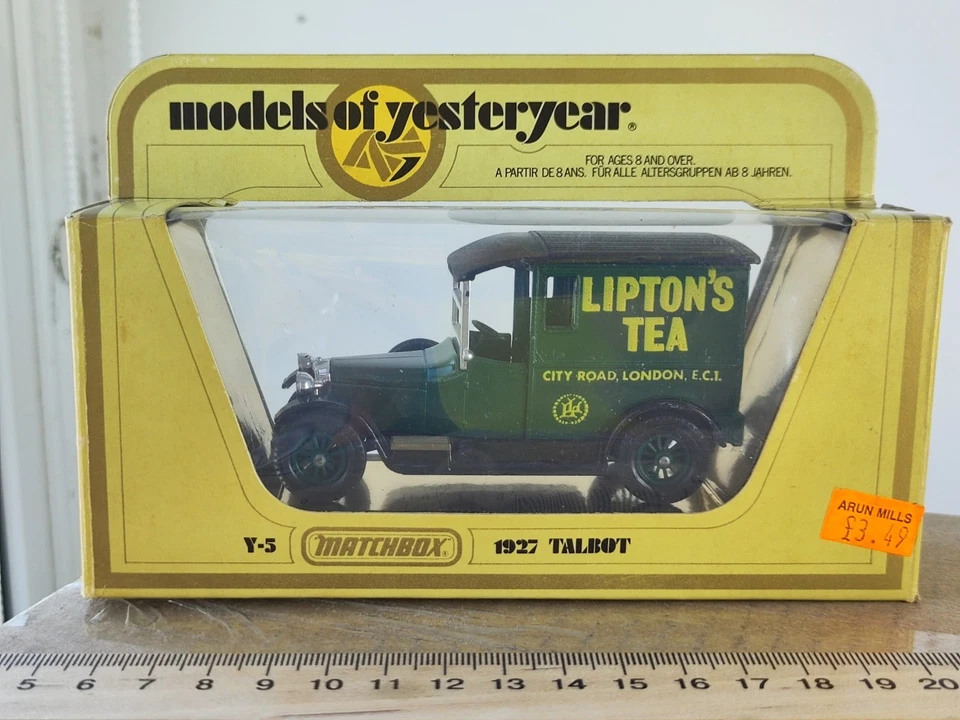 models of yesteryear®
FOR AGES 8 AND OVER.
A PARTIR DE 8 ANS. FÜR ALLE ALTERSGRUPPEN AB 8 JAHREN.
LIPTON'S
TEA
CITY ROAD, LONDON, E.C.1.
ARUN MILLS
£3.49
Y-5 MATCHBOX 1927 TALBOT
5 6 7 8 9 10 11 12 13 14 15 16 17 18 19 20